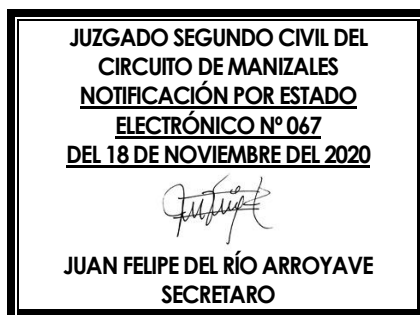 JUZGADO SEGUNDO CIVIL DEL
CIRCUITO DE MANIZALES
NOTIFICACIÓN POR ESTADO
ELECTRÓNICO Nº 067
DEL 18 DE NOVIEMBRE DEL 2020
JUAN FELIPE DEL RÍO ARROYAVE
SECRETARO